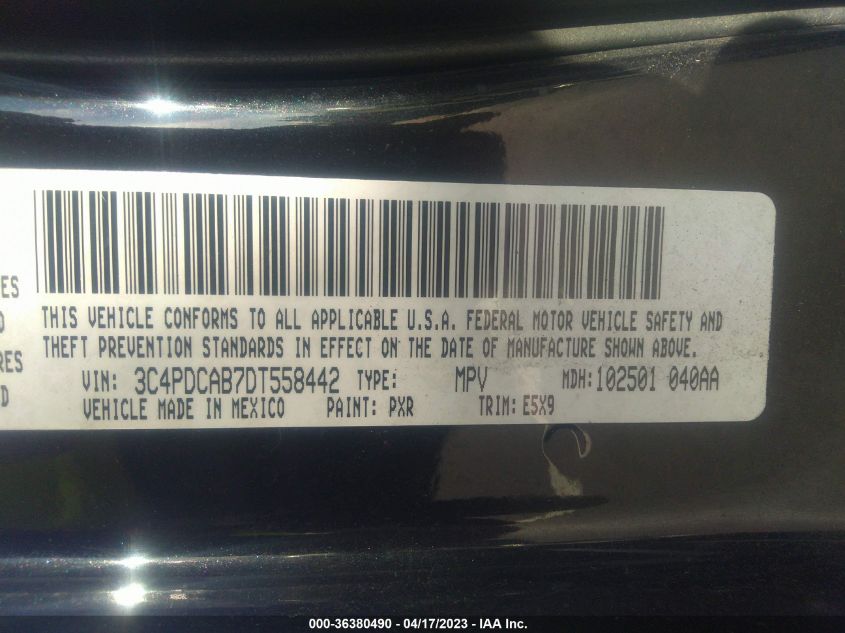 ES
THIS VEHICLE CONFORMS TO ALL APPLICABLE U.S.A. FEDERAL MOTOR VEHICLE SAFETY AND
RES
THEFT PREVENTION STANDARDS IN EFFECT ON THE DATE OF MANUFACTURE SHOWN ABOVE.
D
VIN: 3C4PDCAB7DT558442 TYPE: MPV MDH:102501 040AA
VEHICLE MADE IN MEXICO PAINT: PXR TRIM: E5X9
000-36380490 - 04/17/2023 - IAA Inc.